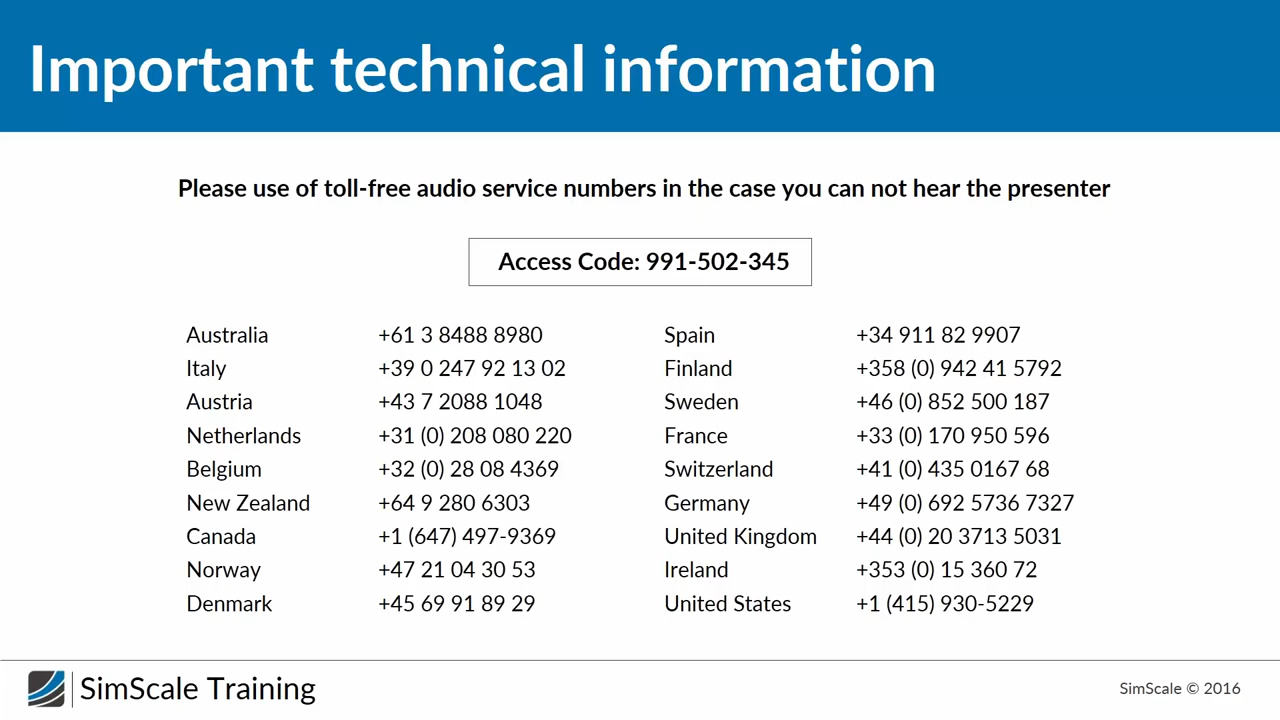 Important technical information
Please use of toll-free audio service numbers in the case you can not hear the presenter
Access Code: 991-502-345
Australia +61 3 8488 8980 Spain +34 911 82 9907
Italy +39 0 247 92 13 02 Finland +358 (0) 942 41 5792
Austria +43 7 2088 1048 Sweden +46 (0) 852 500 187
Netherlands +31 (0) 208 080 220 France +33 (0) 170 950 596
Belgium +32 (0) 28 08 4369 Switzerland +41 (0) 435 0167 68
New Zealand +64 9 280 6303 Germany +49 (0) 692 5736 7327
Canada +1 (647) 497-9369 United Kingdom +44 (0) 20 3713 5031
Norway +47 21 04 30 53 Ireland +353 (0) 15 360 72
Denmark +45 69 91 89 29 United States +1 (415) 930-5229
SimScale Training SimScale © 2016